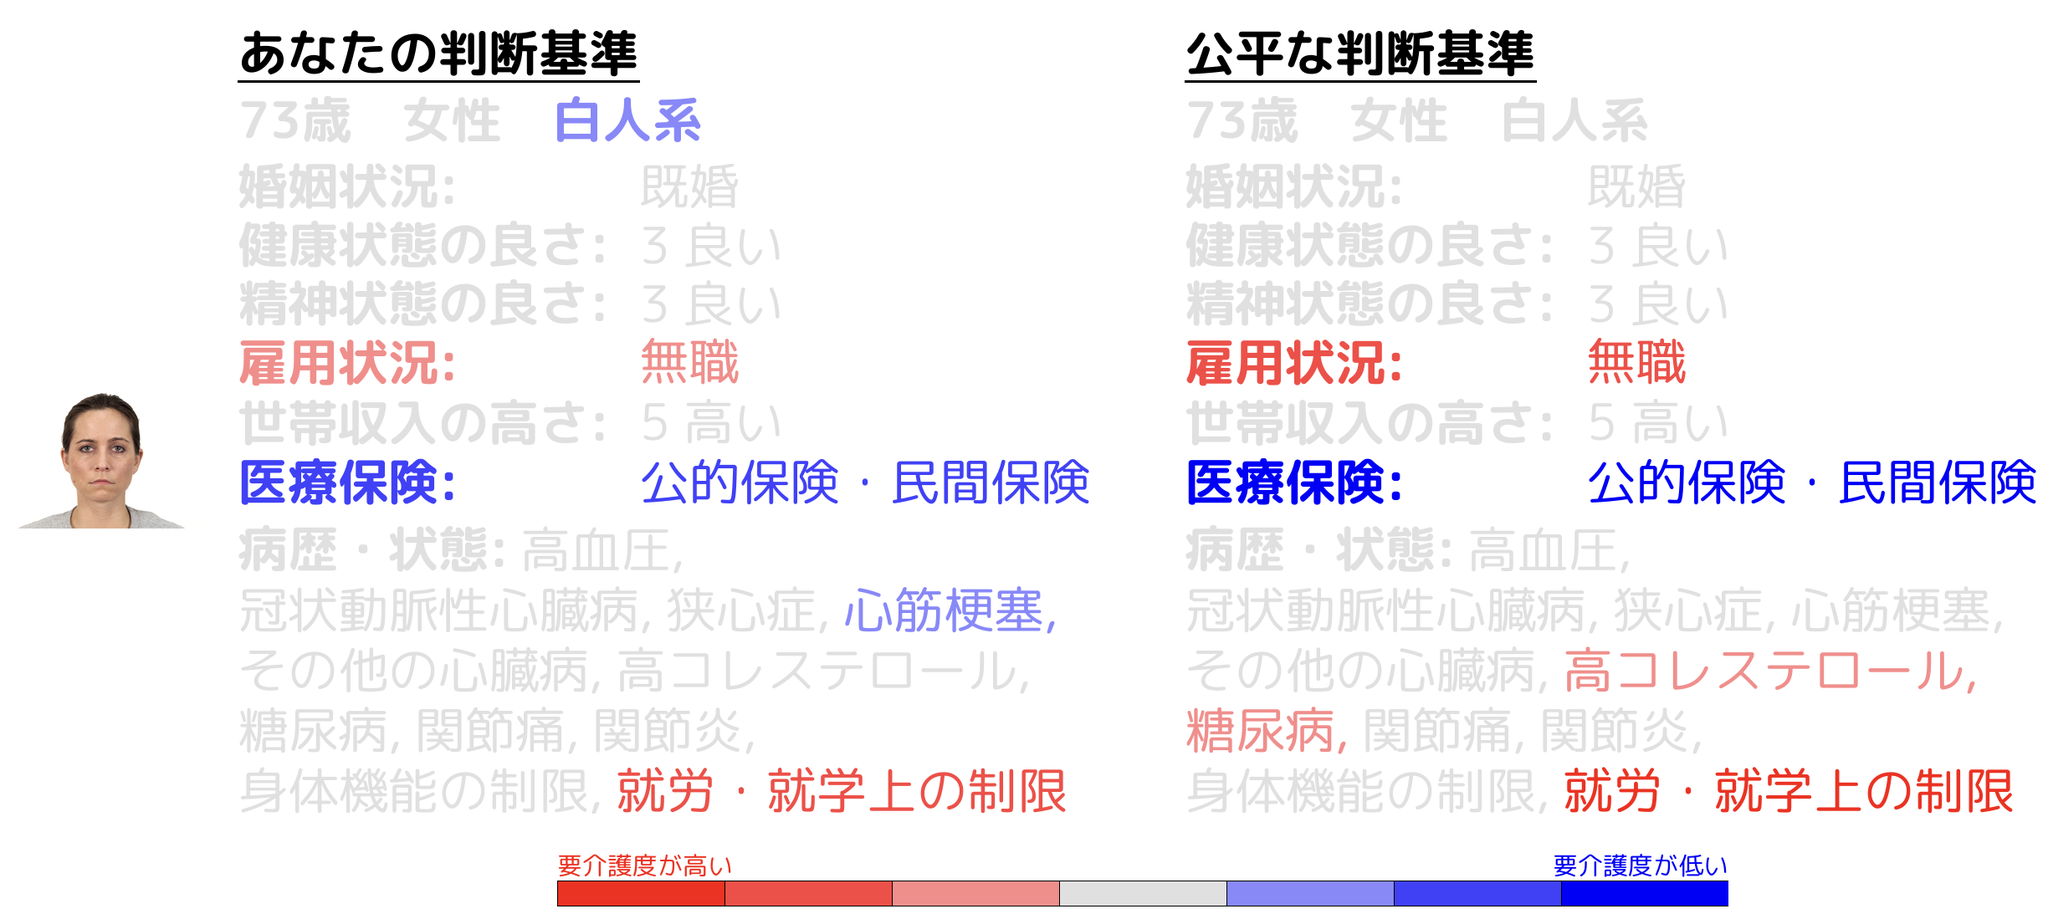 あなたの判断基準
73歳 女性 白人系
婚姻状況: 既婚
健康状態の良さ: 3 良い
精神状態の良さ: 3 良い
雇用状況: 無職
世帯収入の高さ: 5 高い
医療保険: 公的保険・民間保険
病歴・状態: 高血圧,
冠状動脈性心臓病, 狭心症, 心筋梗塞,
その他の心臓病, 高コレステロール,
糖尿病, 関節痛, 関節炎,
身体機能の制限, 就労・就学上の制限
公平な判断基準
73歳 女性 白人系
婚姻状況: 既婚
健康状態の良さ: 3 良い
精神状態の良さ: 3 良い
雇用状況: 無職
世帯収入の高さ: 5 高い
医療保険: 公的保険・民間保険
病歴・状態: 高血圧,
冠状動脈性心臓病, 狭心症, 心筋梗塞,
その他の心臓病, 高コレステロール,
糖尿病, 関節痛, 関節炎,
身体機能の制限, 就労・就学上の制限
要介護度が高い
要介護度が低い